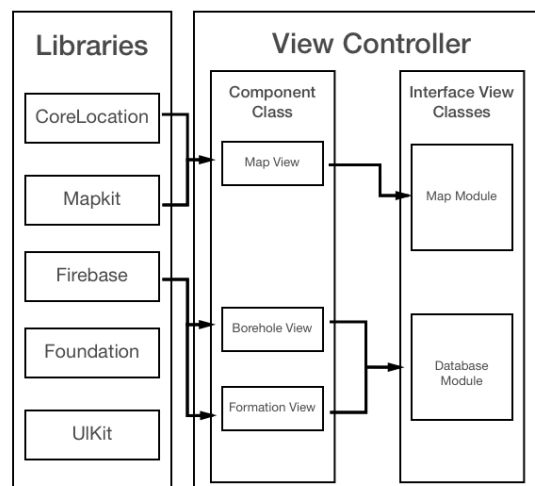 Libraries
CoreLocation
Mapkit
Firebase
Foundation
UIKit
View Controller
Component
Class
Map View
Borehole View
Formation View
Interface View
Classes
Map Module
Database
Module